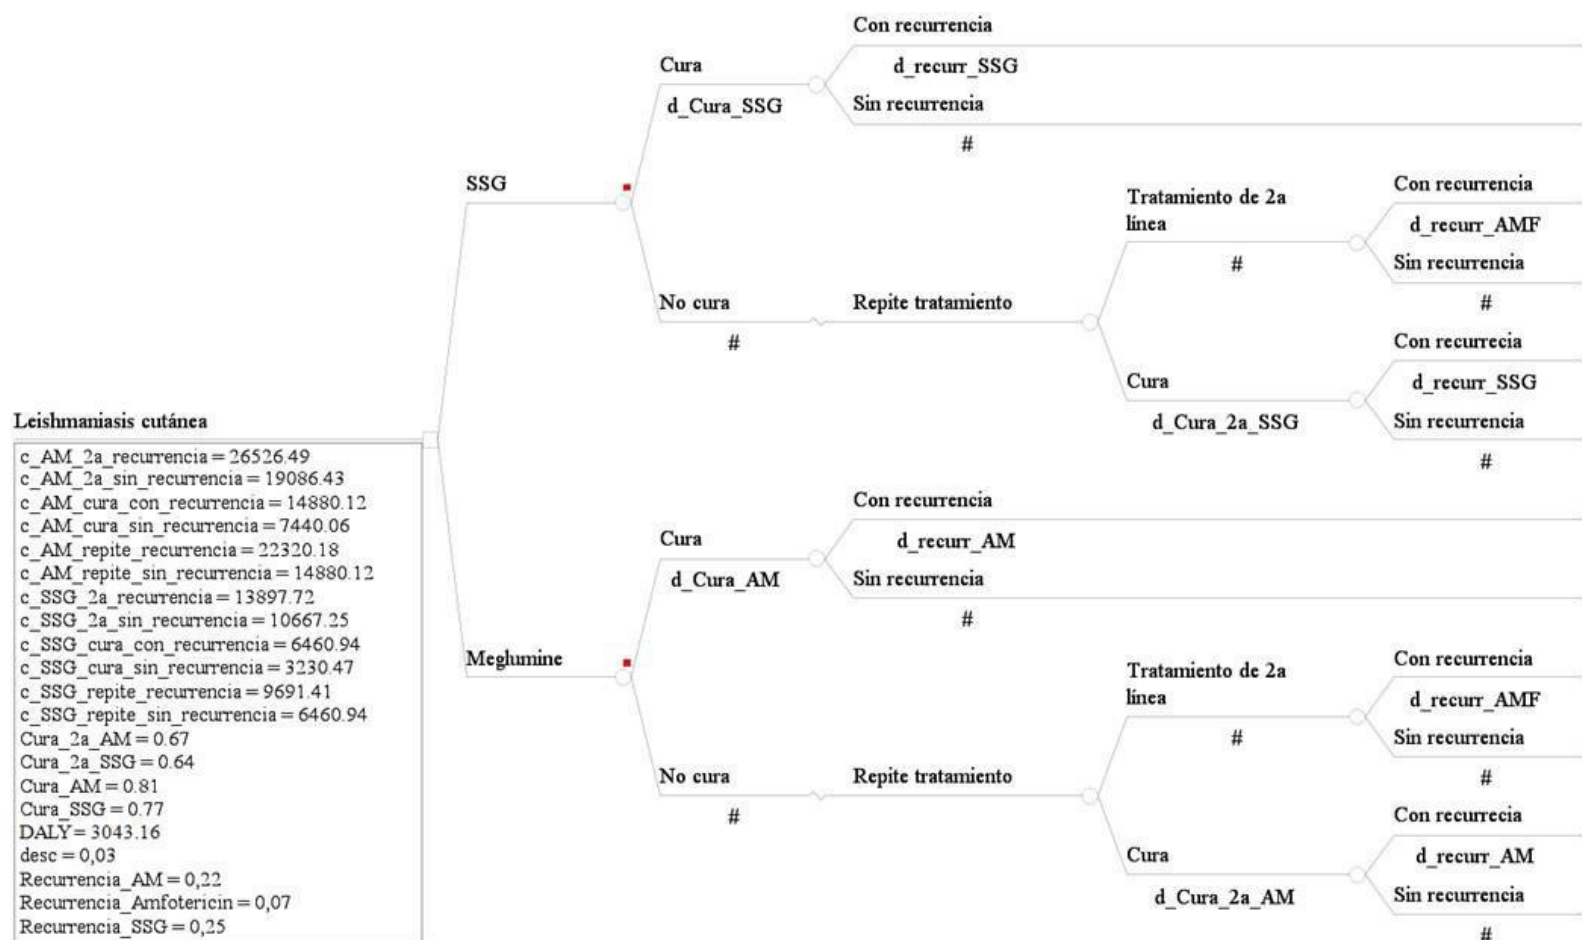 Con recurrencia
Cura
d_recurr_SSG
d_Cura_SSG
Sin recurrencia
#
SSG
Tratamiento de 2a
línea
Con recurrencia
d_recurr_AMF
#
Sin recurrencia
#
No cura
Repite tratamiento
#
Con recurrecia
Cura
d_recurr_SSG
d_Cura_2a_SSG
Sin recurrencia
#
Leishmaniasis cutánea
c_AM_2a_recurrencia = 26526.49
c_AM_2a_sin_recurrencia = 19086.43
c_AM_cura_con_recurrencia = 14880.12
c_AM_cura_sin_recurrencia = 7440.06
c_AM_repite_recurrencia = 22320.18
c_AM_repite_sin_recurrencia = 14880.12
c_SSG_2a_recurrencia = 13897.72
c_SSG_2a_sin_recurrencia = 10667.25
c_SSG_cura_con_recurrencia = 6460.94
c_SSG_cura_sin_recurrencia = 3230.47
c_SSG_repite_recurrencia = 9691.41
c_SSG_repite_sin_recurrencia = 6460.94
Cura_2a_AM = 0.67
Cura_2a_SSG = 0.64
Cura_AM = 0.81
Cura_SSG = 0.77
DALY = 3043.16
desc = 0,03
Recurrencia_AM = 0,22
Recurrencia_Amfotericin = 0,07
Recurrencia_SSG = 0,25
Con recurrencia
Cura
d_recurr_AM
d_Cura_AM
Sin recurrencia
#
Meglumine
Tratamiento de 2a
línea
Con recurrencia
d_recurr_AMF
#
Sin recurrencia
#
No cura
Repite tratamiento
#
Con recurrecia
Cura
d_recurr_AM
d_Cura_2a_AM
Sin recurrencia
#